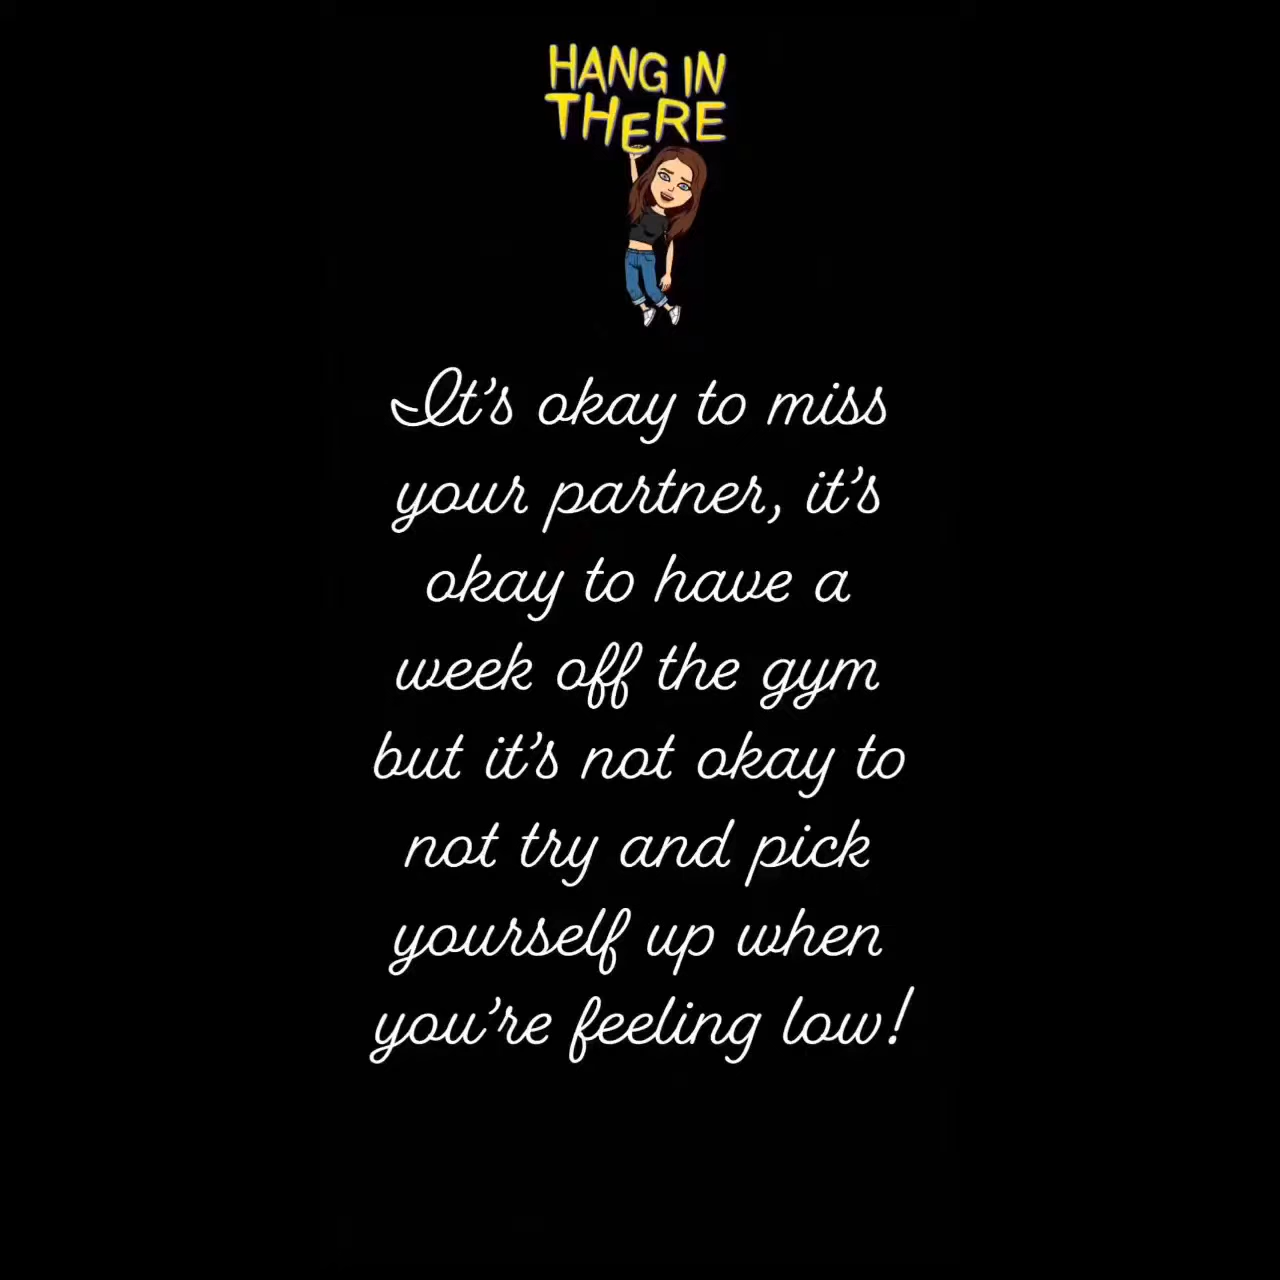 HANG IN
THERE
It's okay to miss
your partner, it's
okay to have a
week off the gym
but it's not okay to
not try and pick
yourself up when
you're feeling low!